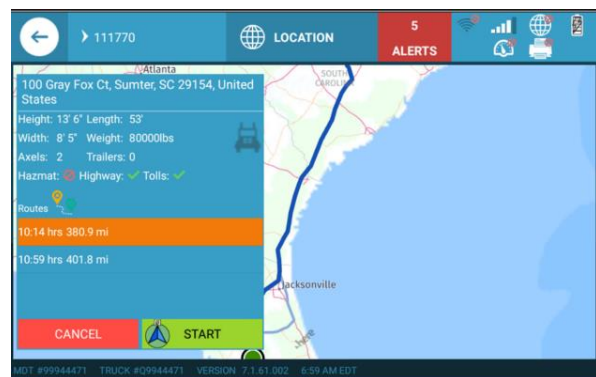 111770
LOCATION
5
ALERTS
Atlanta
SOUTH
CAROLINA
100 Gray Fox Ct, Sumter, SC 29154, United
States
Height: 13' 6" Length: 53'
Width: 8' 5" Weight: 80000lbs
Axels: 2 Trailers: 0
Hazmat: Highway: Tolls:
Routes
10:14 hrs 380.9 mi
10:59 hrs 401.8 mi
Jacksonville
CANCEL
START
MDT #99944471 TRUCK #Q9944471 VERSION 7.1.61.002 6:59 AM EDT